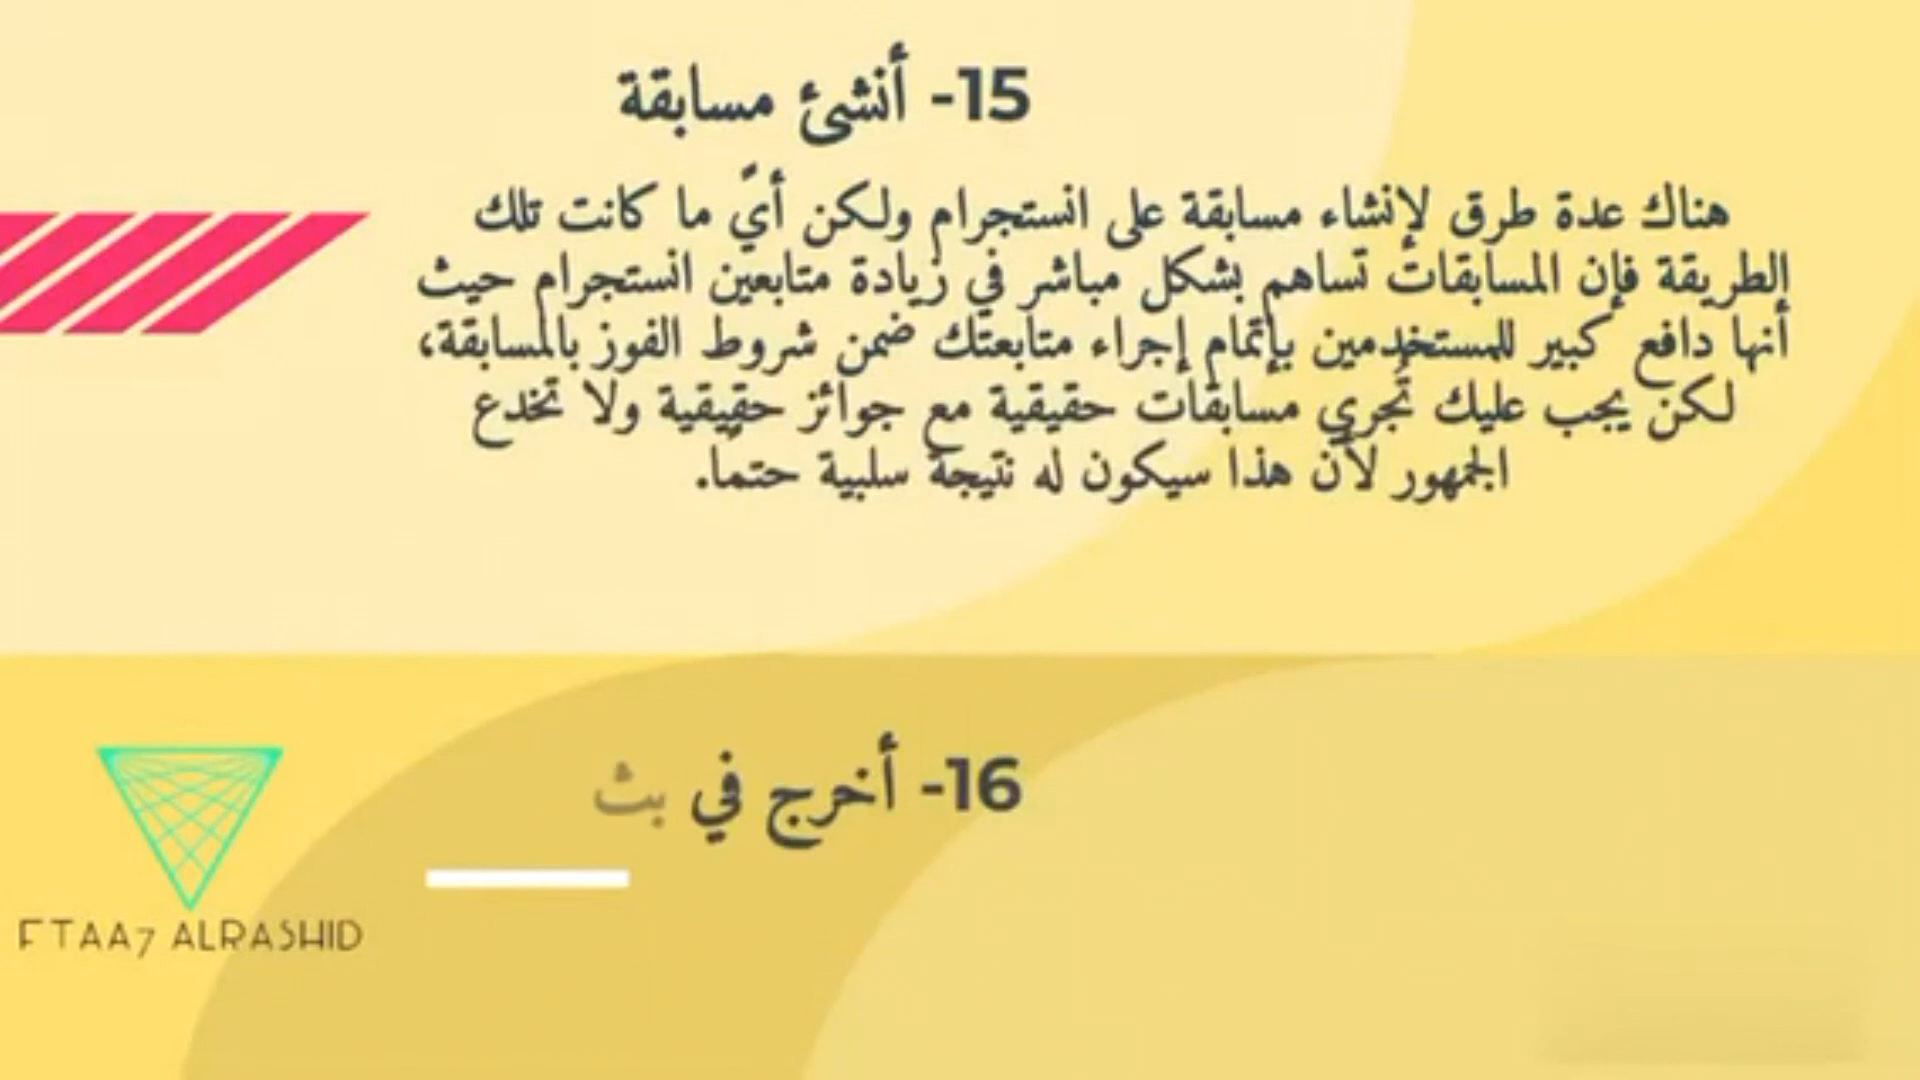 15- أنشئ مسابقة
هناك عدة طرق لإنشاء مسابقة على انستجرام ولكن أيّ ما كانت تلك
الطريقة فإن المسابقات تساهم بشكل مباشر في زيادة متابعين انستجرام حيث
أنها دافع كبير للمستخدمين بإتمام إجراء متابعتك ضمن شروط الفوز بالمسابقة،
لكن يجب عليك تُجري مسابقات حقيقية مع جوائز حقيقية ولا تخدع
الجمهور لأن هذا سيكون له نتيجة سلبية حتماً.
16- أخرج في بث
FTAA7 ALRASHID